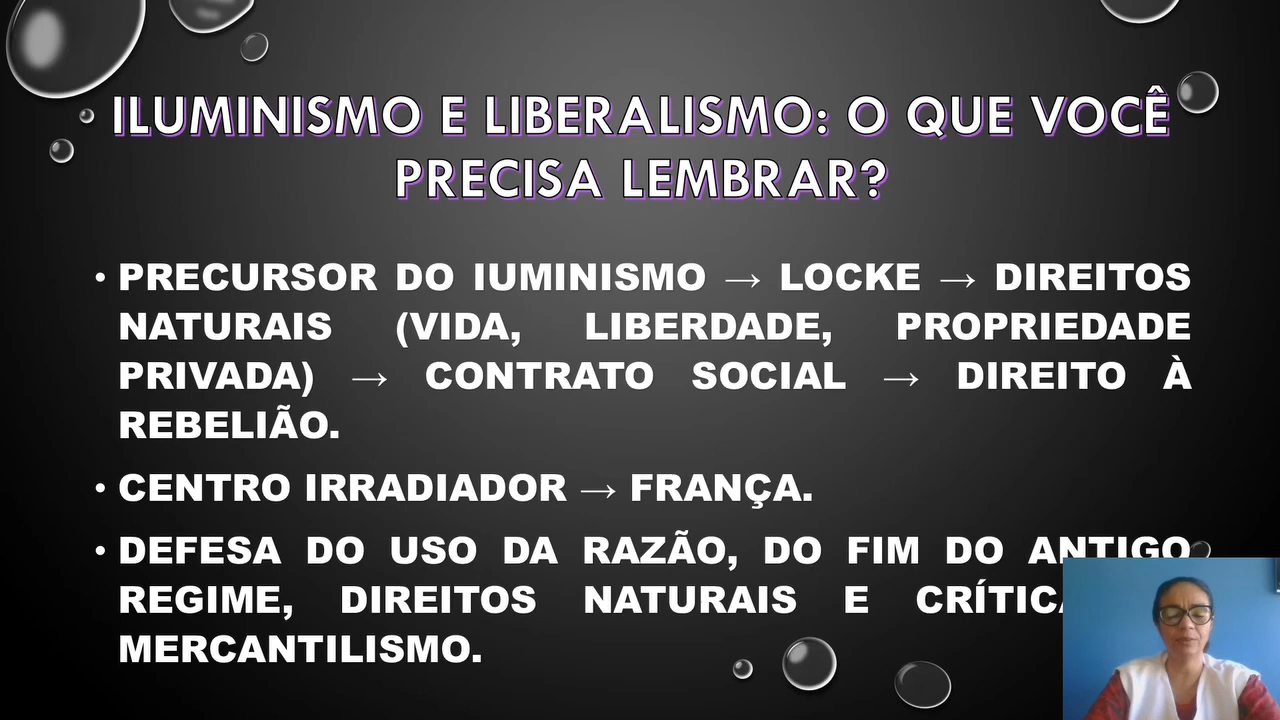 ILUMINISMO E LIBERALISMO: O QUE VOCÊ
PRECISA LEMBRAR?
• PRECURSOR DO IUMINISMO → LOCKE → DIREITOS
NATURAIS (VIDA, LIBERDADE, PROPRIEDADE
PRIVADA) → CONTRATO SOCIAL → DIREITO À
REBELIÃO.
• CENTRO IRRADIADOR → FRANÇA.
• DEFESA DO USO DA RAZÃO, DO FIM DO ANTIGO
REGIME, DIREITOS NATURAIS E
MERCANTILISMO.